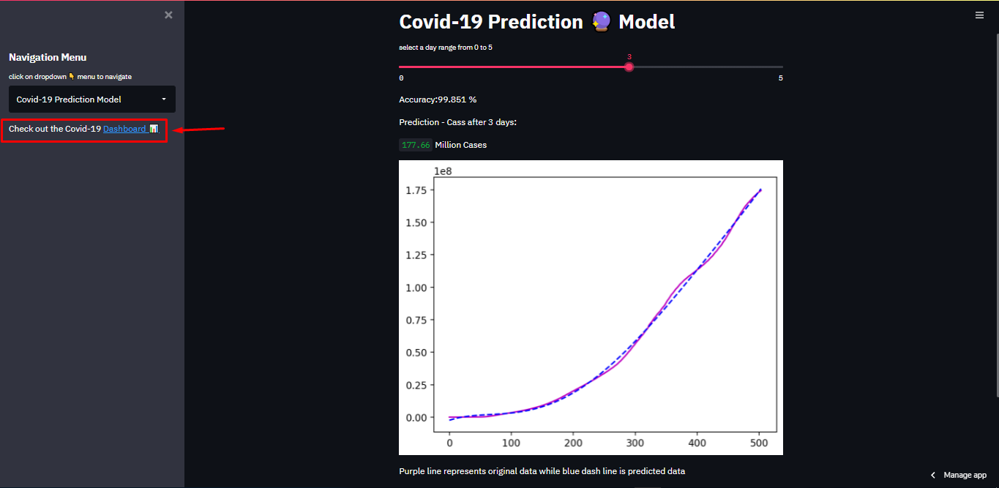 Navigation Menu
click on dropdown 👇 menu to navigate
Covid-19 Prediction Model
Check out the Covid-19 Dashboard 📊
Covid-19 Prediction 🔮 Model
select a day range from 0 to 5
3
0 5
Accuracy:99.851 %
Prediction - Cass after 3 days:
177.66 Million Cases
1e8
1.75
1.50
1.25
1.00
0.75
0.50
0.25
0.00
0 100 200 300 400 500
Purple line represents original data while blue dash line is predicted data
Manage app